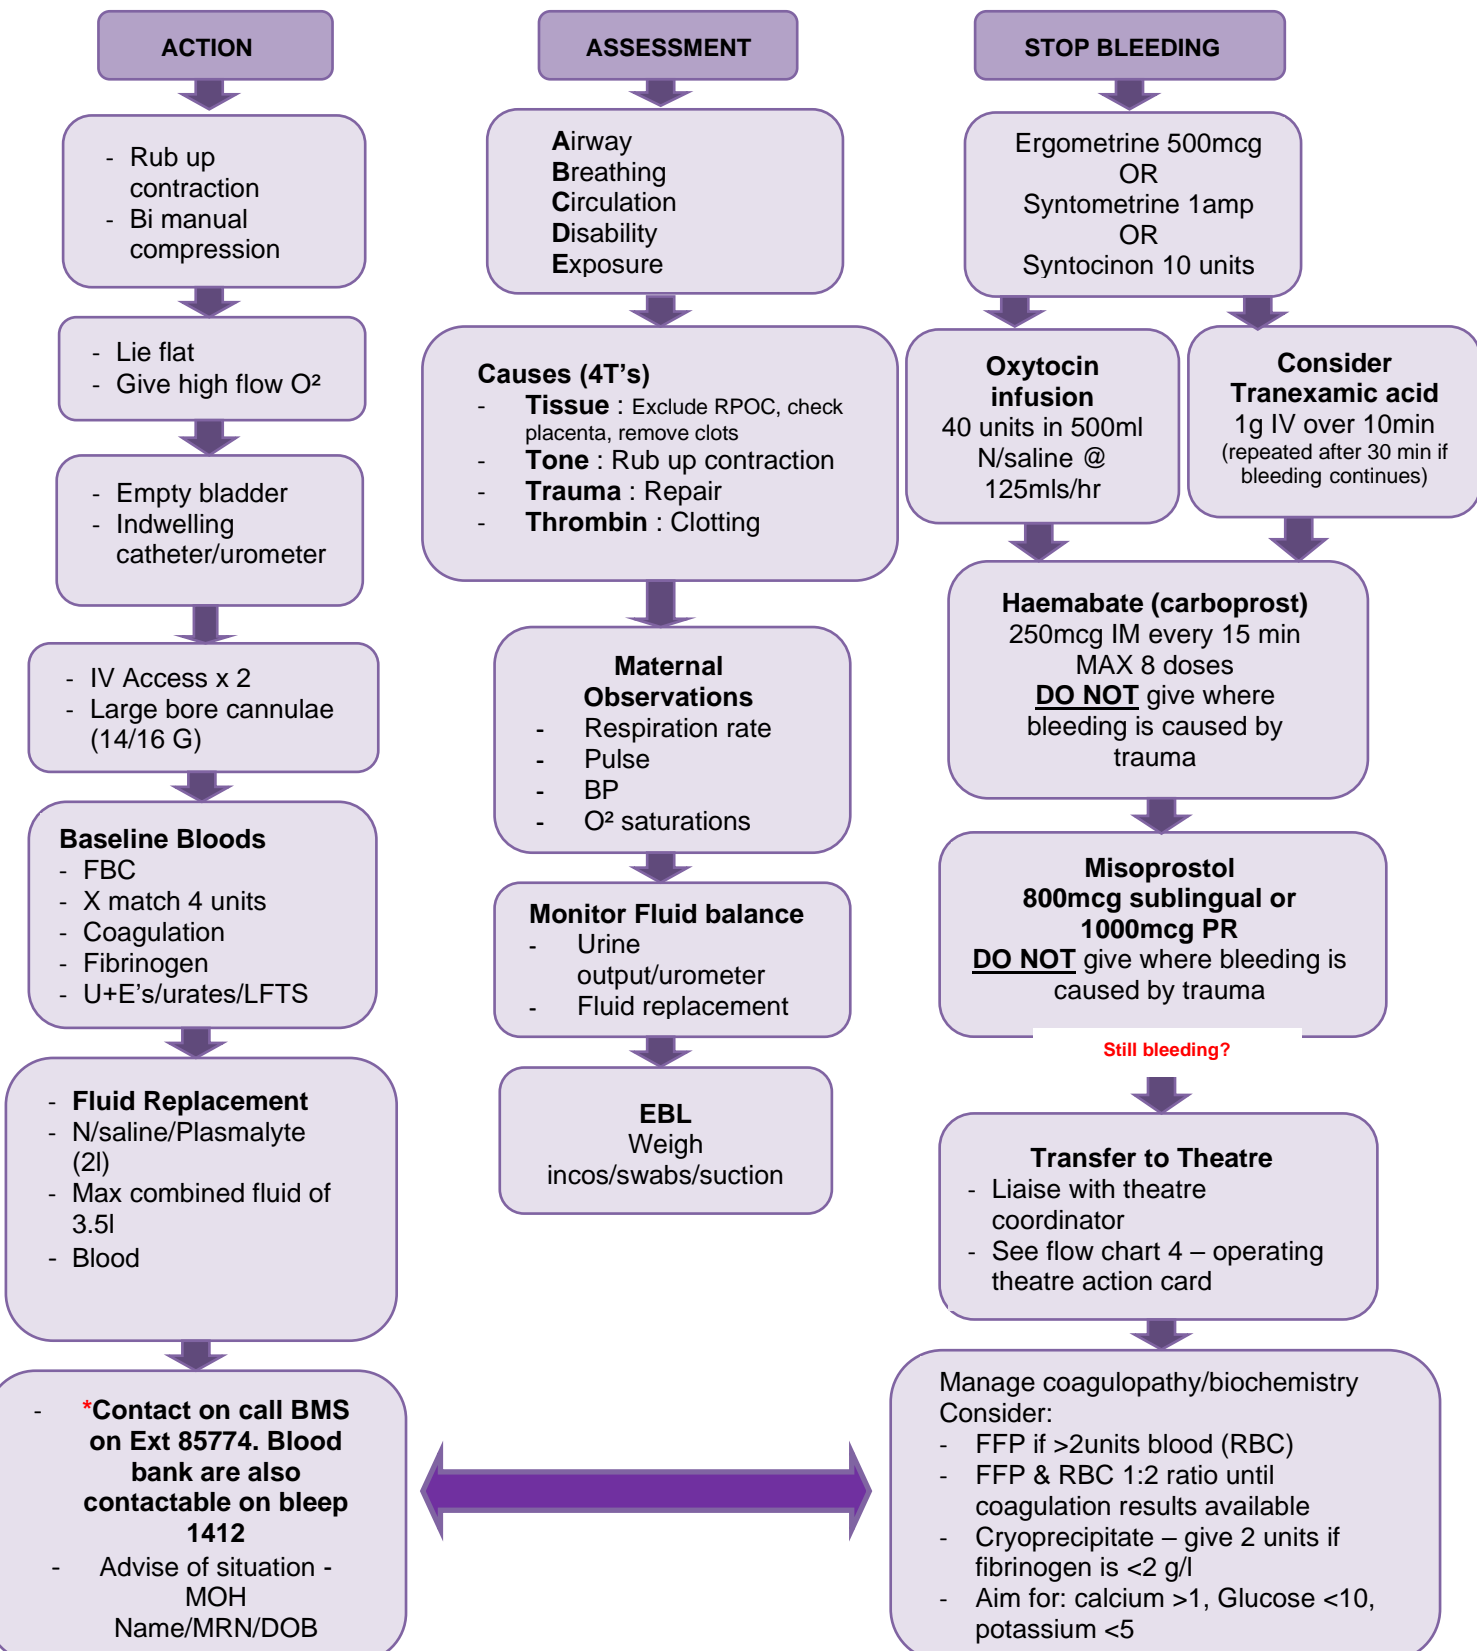 ACTION
- Rub up
contraction
- Bi manual
compression
- Lie flat
- Give high flow O²
- Empty bladder
- Indwelling
catheter/urometer
- IV Access x 2
- Large bore cannulae
(14/16 G)
Baseline Bloods
- FBC
- X match 4 units
- Coagulation
- Fibrinogen
- U+E's/urates/LFTS
- Fluid Replacement
- N/saline/Plasmalyte
(2l)
- Max combined fluid of
3.5l
- Blood
- *Contact on call BMS
on Ext 85774. Blood
bank are also
contactable on bleep
1412
- Advise of situation -
MOH
Name/MRN/DOB
ASSESSMENT
Airway
Breathing
Circulation
Disability
Exposure
Causes (4T's)
- Tissue : Exclude RPOC, check
placenta, remove clots
- Tone : Rub up contraction
- Trauma : Repair
- Thrombin : Clotting
Maternal
Observations
- Respiration rate
- Pulse
- BP
- O² saturations
Monitor Fluid balance
- Urine
output/urometer
- Fluid replacement
EBL
Weigh
incos/swabs/suction
STOP BLEEDING
Ergometrine 500mcg
OR
Syntometrine 1amp
OR
Syntocinon 10 units
Oxytocin
infusion
40 units in 500ml
N/saline @
125mls/hr
Consider
Tranexamic acid
1g IV over 10min
(repeated after 30 min if
bleeding continues)
Haemabate (carboprost)
250mcg IM every 15 min
MAX 8 doses
DO NOT give where
bleeding is caused by
trauma
Misoprostol
800mcg sublingual or
1000mcg PR
DO NOT give where bleeding is
caused by trauma
Still bleeding?
Transfer to Theatre
- Liaise with theatre
coordinator
- See flow chart 4 – operating
theatre action card
Manage coagulopathy/biochemistry
Consider:
- FFP if >2units blood (RBC)
- FFP & RBC 1:2 ratio until
coagulation results available
- Cryoprecipitate – give 2 units if
fibrinogen is <2 g/l
- Aim for: calcium >1, Glucose <10,
potassium <5